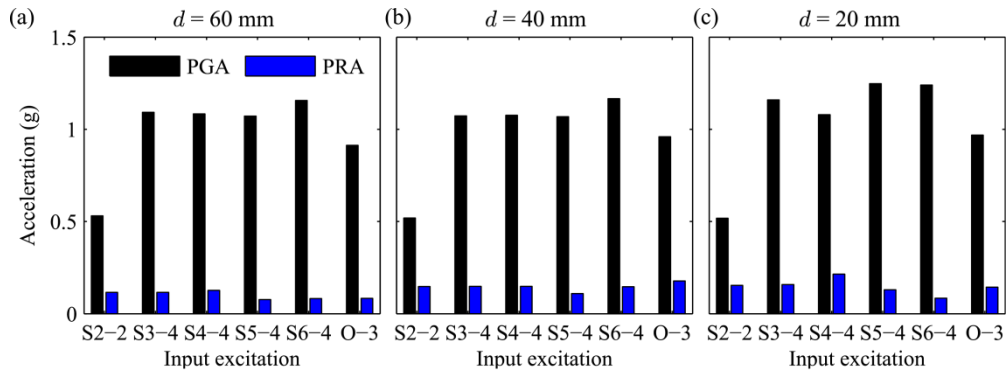 (a) d = 60 mm (b) d = 40 mm (c) d = 20 mm
1.5
PGA PRA
1
0.5
0
Acceleration (g)
S2−2 S3−4 S4−4 S5−4 S6−4 O−3 S2−2 S3−4 S4−4 S5−4 S6−4 O−3 S2−2 S3−4 S4−4 S5−4 S6−4 O−3
Input excitation Input excitation Input excitation